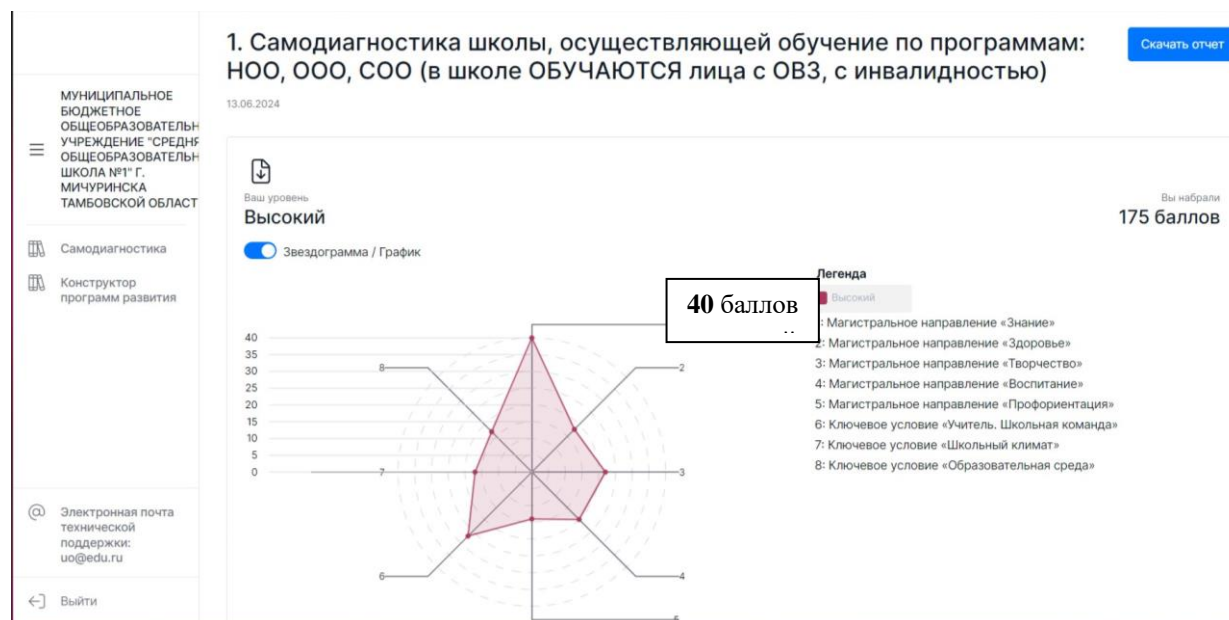 1. Самодиагностика школы, осуществляющей обучение по программам:
НОО, ООО, СОО (в школе ОБУЧАЮТСЯ лица с ОВЗ, с инвалидностью)
Скачать отчет
13.06.2024
МУНИЦИПАЛЬНОЕ
БЮДЖЕТНОЕ
ОБЩЕОБРАЗОВАТЕЛЬН
УЧРЕЖДЕНИЕ "СРЕДНЯ
ОБЩЕОБРАЗОВАТЕЛЬН
ШКОЛА №1" Г.
МИЧУРИНСКА
ТАМБОВСКОЙ ОБЛАСТ
Самодиагностика
Конструктор
программ развития
Электронная почта
технической
поддержки:
uo@edu.ru
Выйти
Ваш уровень
Высокий
Вы набрали
175 баллов
Звездограмма / График
40 баллов
40
35
30
25
20
15
10
5
0
8
2
7
3
6
4
5
Легенда
Высокий
: Магистральное направление «Знание»
2: Магистральное направление «Здоровье»
3: Магистральное направление «Творчество»
4: Магистральное направление «Воспитание»
5: Магистральное направление «Профориентация»
6: Ключевое условие «Учитель. Школьная команда»
7: Ключевое условие «Школьный климат»
8: Ключевое условие «Образовательная среда»